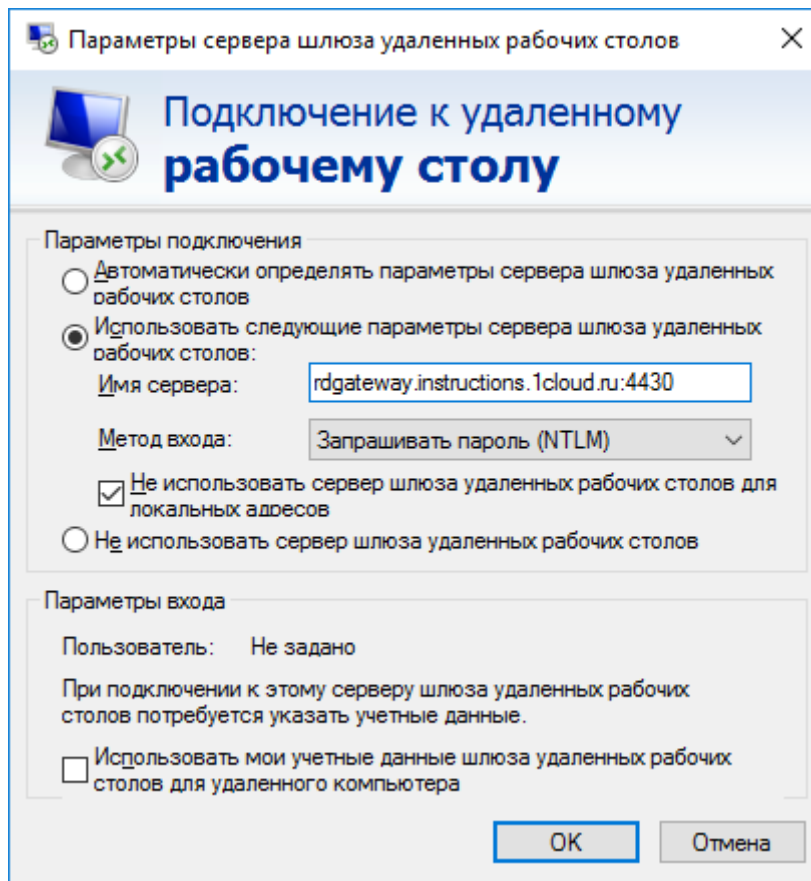 Параметры сервера шлюза удаленных рабочих столов
Подключение к удаленному
рабочему столу
Параметры подключения
Автоматически определять параметры сервера шлюза удаленных
рабочих столов
Использовать следующие параметры сервера шлюза удаленных
рабочих столов:
Имя сервера: rdgateway.instructions.1cloud.ru:4430
Метод входа: Запрашивать пароль (NTLM)
Не использовать сервер шлюза удаленных рабочих столов для
локальных адресов
Не использовать сервер шлюза удаленных рабочих столов
Параметры входа
Пользователь: Не задано
При подключении к этому серверу шлюза удаленных рабочих
столов потребуется указать учетные данные.
Использовать мои учетные данные шлюза удаленных рабочих
столов для удаленного компьютера
OK Отмена